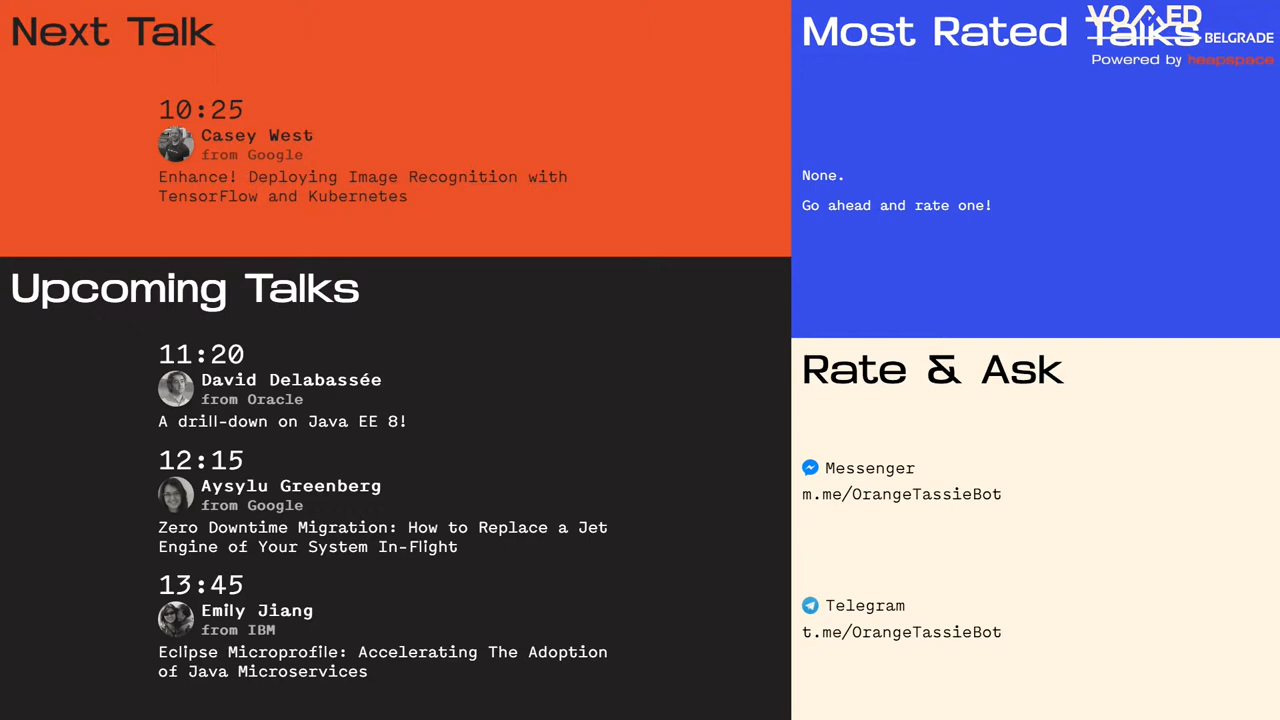 Next Talk
10:25
Casey West
from Google
Enhance! Deploying Image Recognition with
TensorFlow and Kubernetes
Upcoming Talks
11:20
David Delabassée
from Oracle
A drill-down on Java EE 8!
12:15
Aysylu Greenberg
from Google
Zero Downtime Migration: How to Replace a Jet
Engine of Your System In-Flight
13:45
Emily Jiang
from IBM
Eclipse Microprofile: Accelerating The Adoption
of Java Microservices
Most Rated Talks
BELGRADE
Powered by heapspace
None.
Go ahead and rate one!
Rate & Ask
Messenger
m.me/OrangeTassieBot
Telegram
t.me/OrangeTassieBot